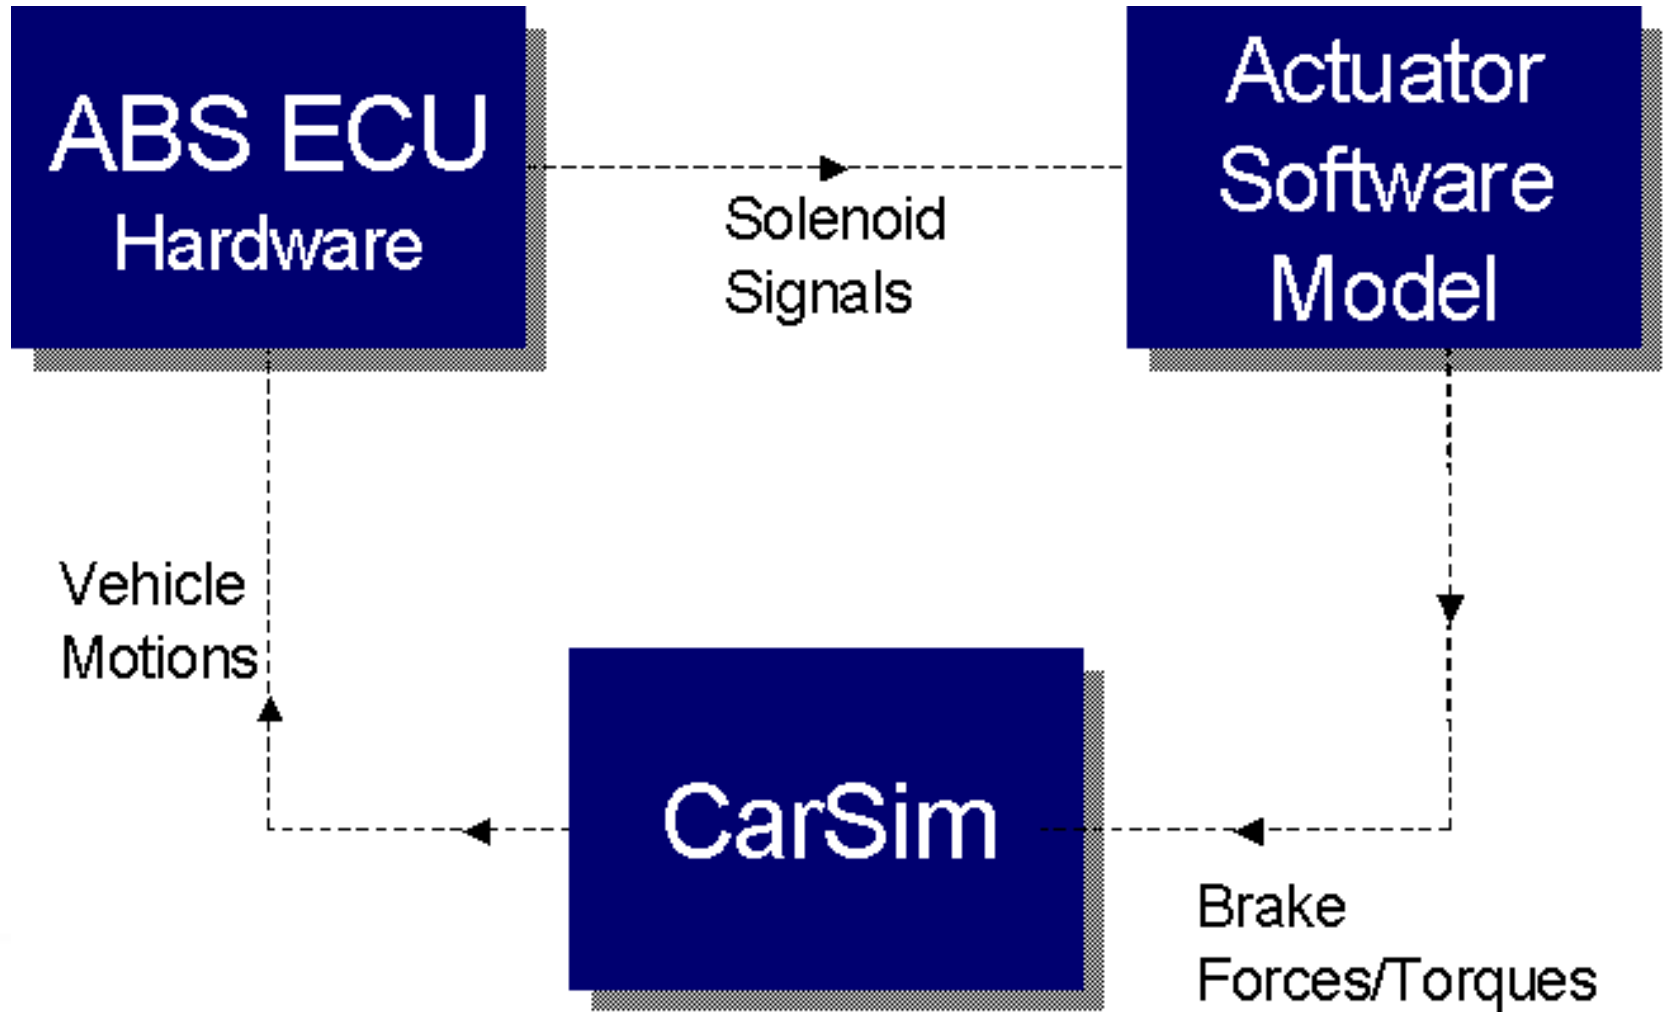 ABS ECU
Hardware
Actuator
Software
Model
Solenoid
Signals
Vehicle
Motions
CarSim
Brake
Forces/Torques